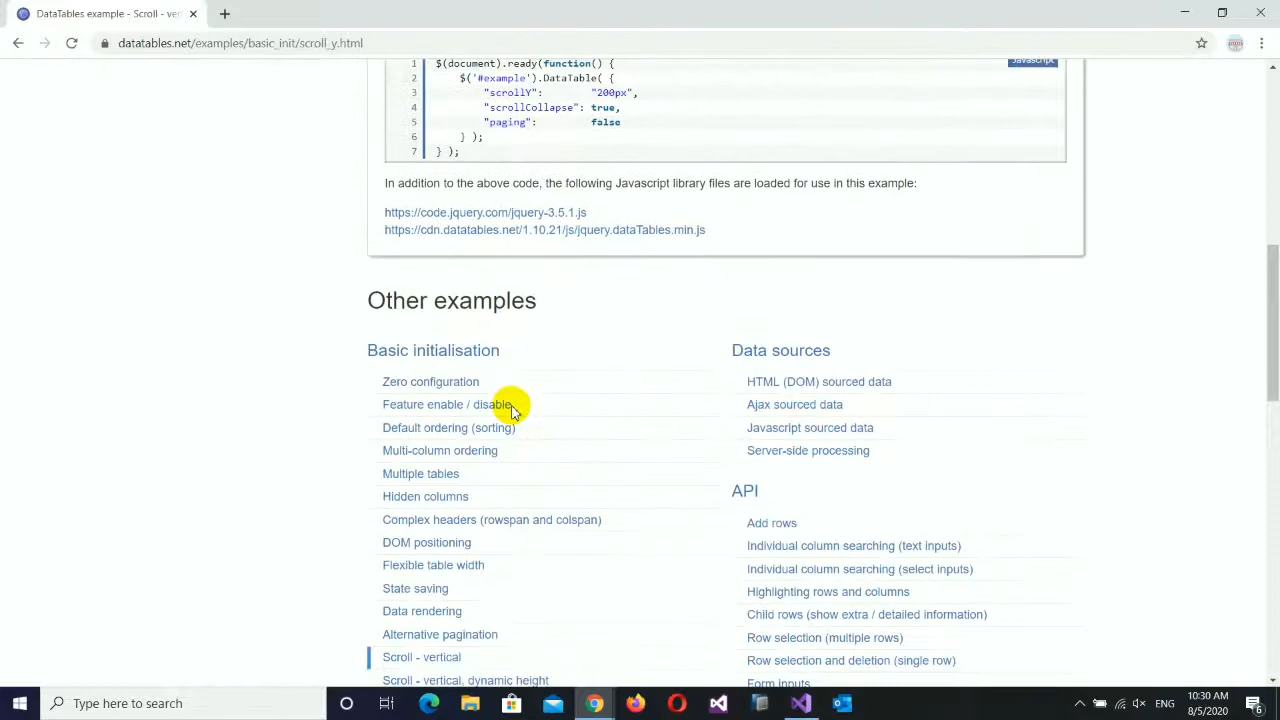 DataTables example - Scroll - ver
datatables.net/examples/basic_init/scroll_y.html
Javascript
1 $(document).ready(function() {
2 $('#example').DataTable( {
3 "scrollY": "200px",
4 "scrollCollapse": true,
5 "paging": false
6 } );
7 } );
In addition to the above code, the following Javascript library files are loaded for use in this example:
https://code.jquery.com/jquery-3.5.1.js
https://cdn.datatables.net/1.10.21/js/jquery.dataTables.min.js
Other examples
Basic initialisation
Zero configuration
Feature enable / disable
Default ordering (sorting)
Multi-column ordering
Multiple tables
Hidden columns
Complex headers (rowspan and colspan)
DOM positioning
Flexible table width
State saving
Data rendering
Alternative pagination
Scroll - vertical
Scroll - vertical, dynamic height
Data sources
HTML (DOM) sourced data
Ajax sourced data
Javascript sourced data
Server-side processing
API
Add rows
Individual column searching (text inputs)
Individual column searching (select inputs)
Highlighting rows and columns
Child rows (show extra / detailed information)
Row selection (multiple rows)
Row selection and deletion (single row)
Form inputs
Type here to search
ENG
10:30 AM
8/5/2020
6